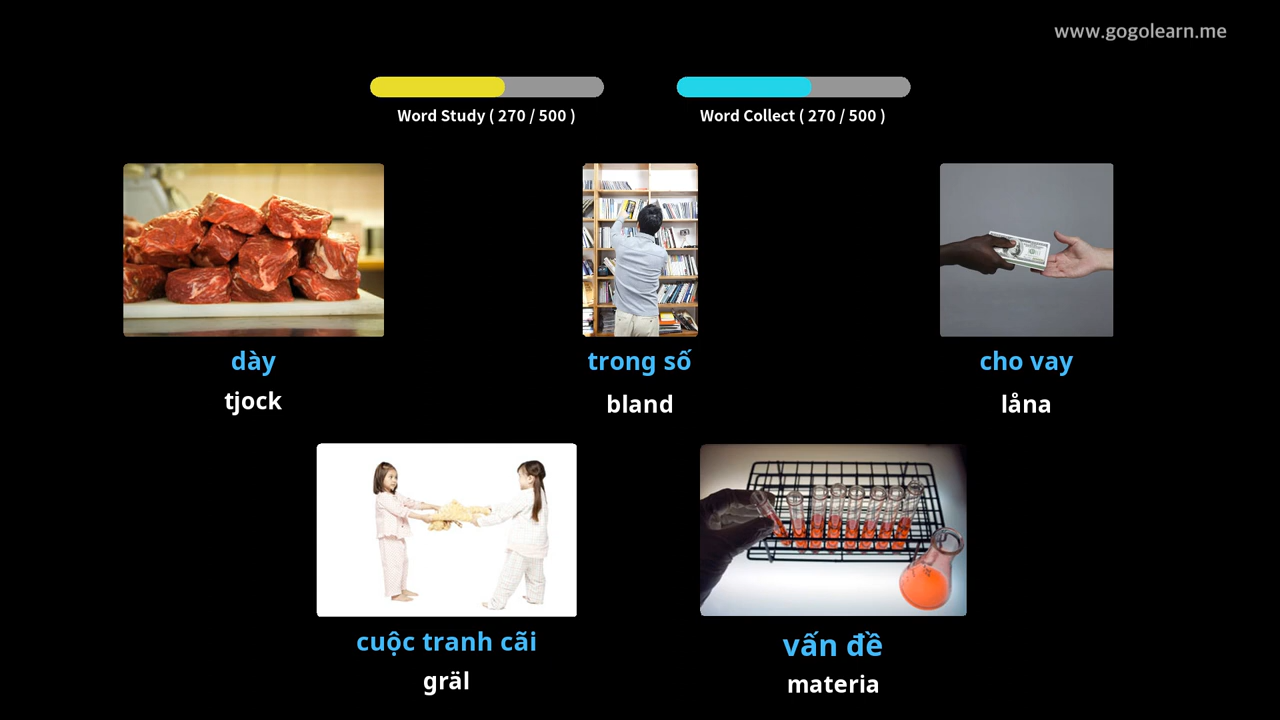 www.gogolearn.me
Word Study ( 270 / 500 )
Word Collect ( 270 / 500 )
dày
tjock
trong số
bland
cho vay
låna
cuộc tranh cãi
gräl
vấn đề
materia